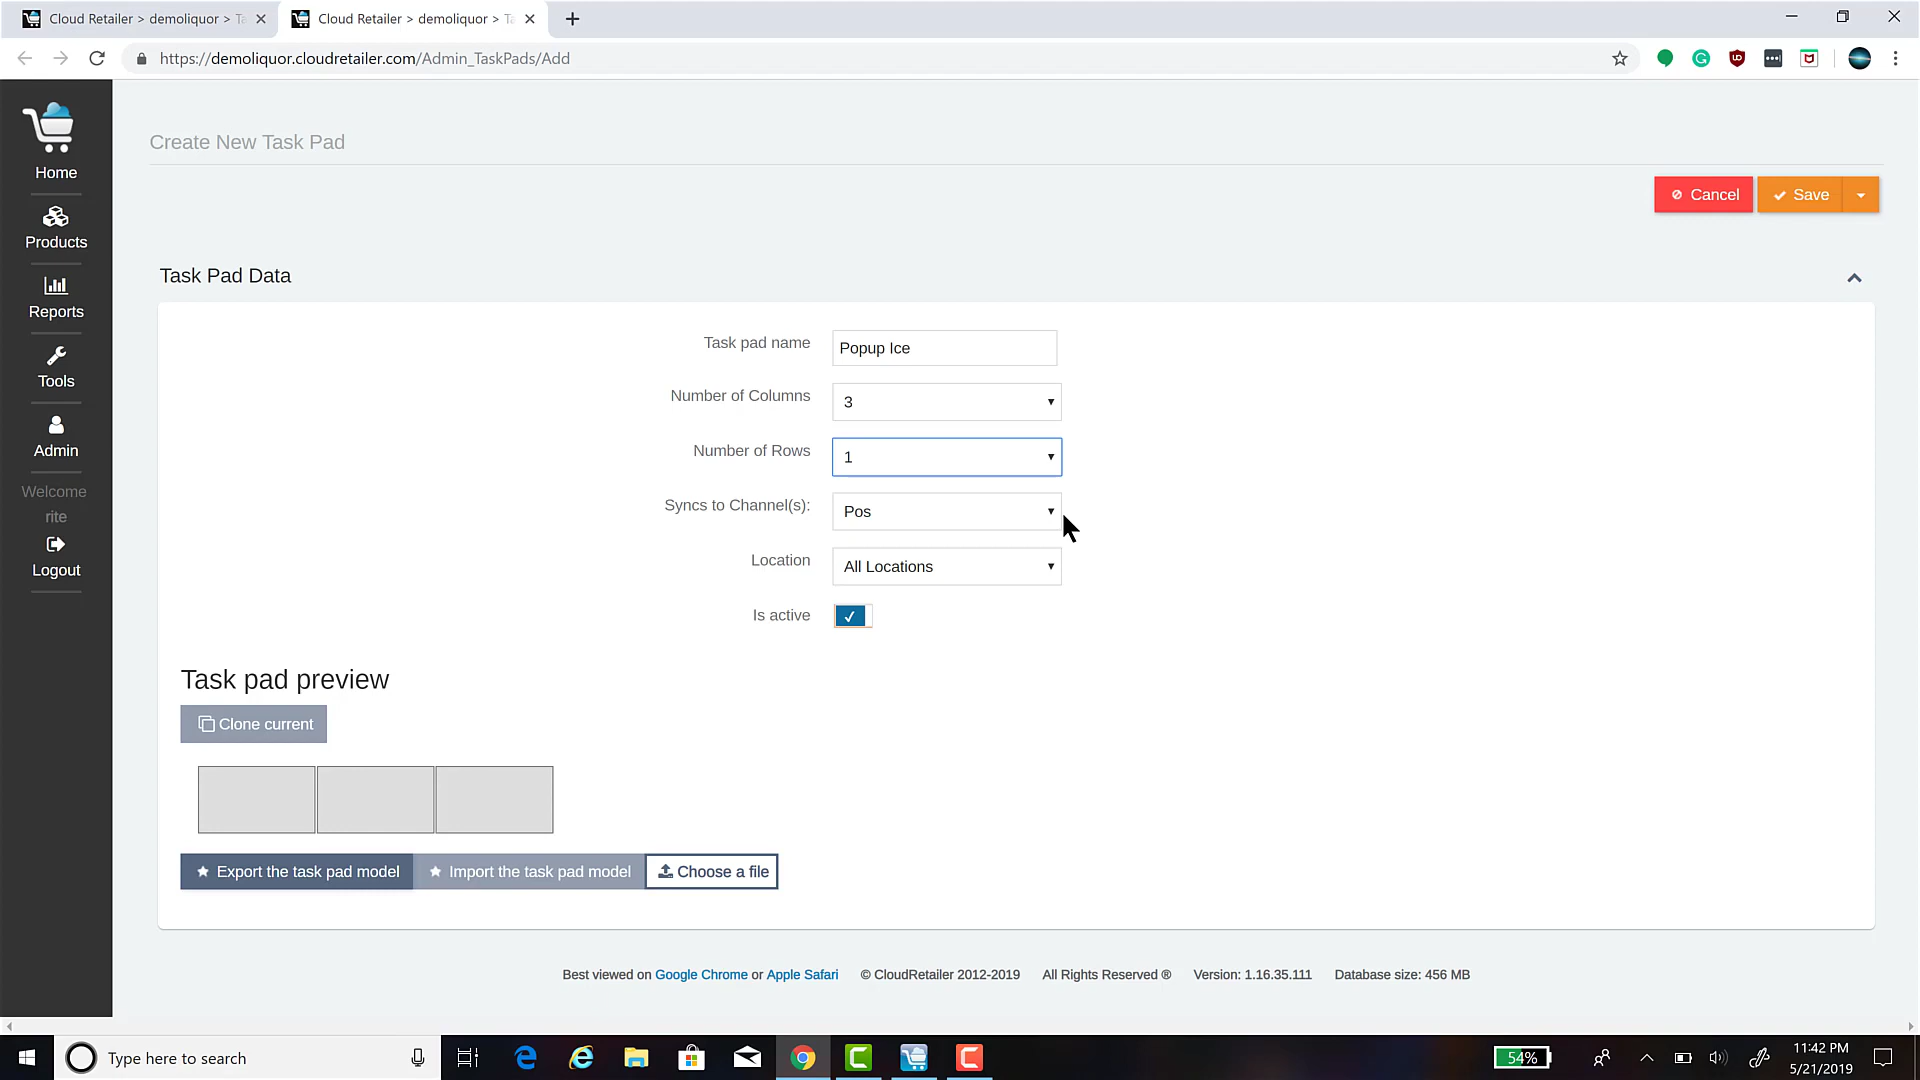 Cloud Retailer > demoliquor > Ta
Cloud Retailer > demoliquor > T
https://demoliquor.cloudretailer.com/Admin_TaskPads/Add
Home
Products
Reports
Tools
Admin
Welcome
rite
Logout
Create New Task Pad
Cancel
Save
Task Pad Data
Task pad name
Popup Ice
Number of Columns
3
Number of Rows
1
Syncs to Channel(s):
Pos
Location
All Locations
Is active
Task pad preview
Clone current
Export the task pad model
Import the task pad model
Choose a file
Best viewed on Google Chrome or Apple Safari © CloudRetailer 2012-2019 All Rights Reserved ® Version: 1.16.35.111 Database size: 456 MB
Type here to search
54%
11:42 PM
5/21/2019